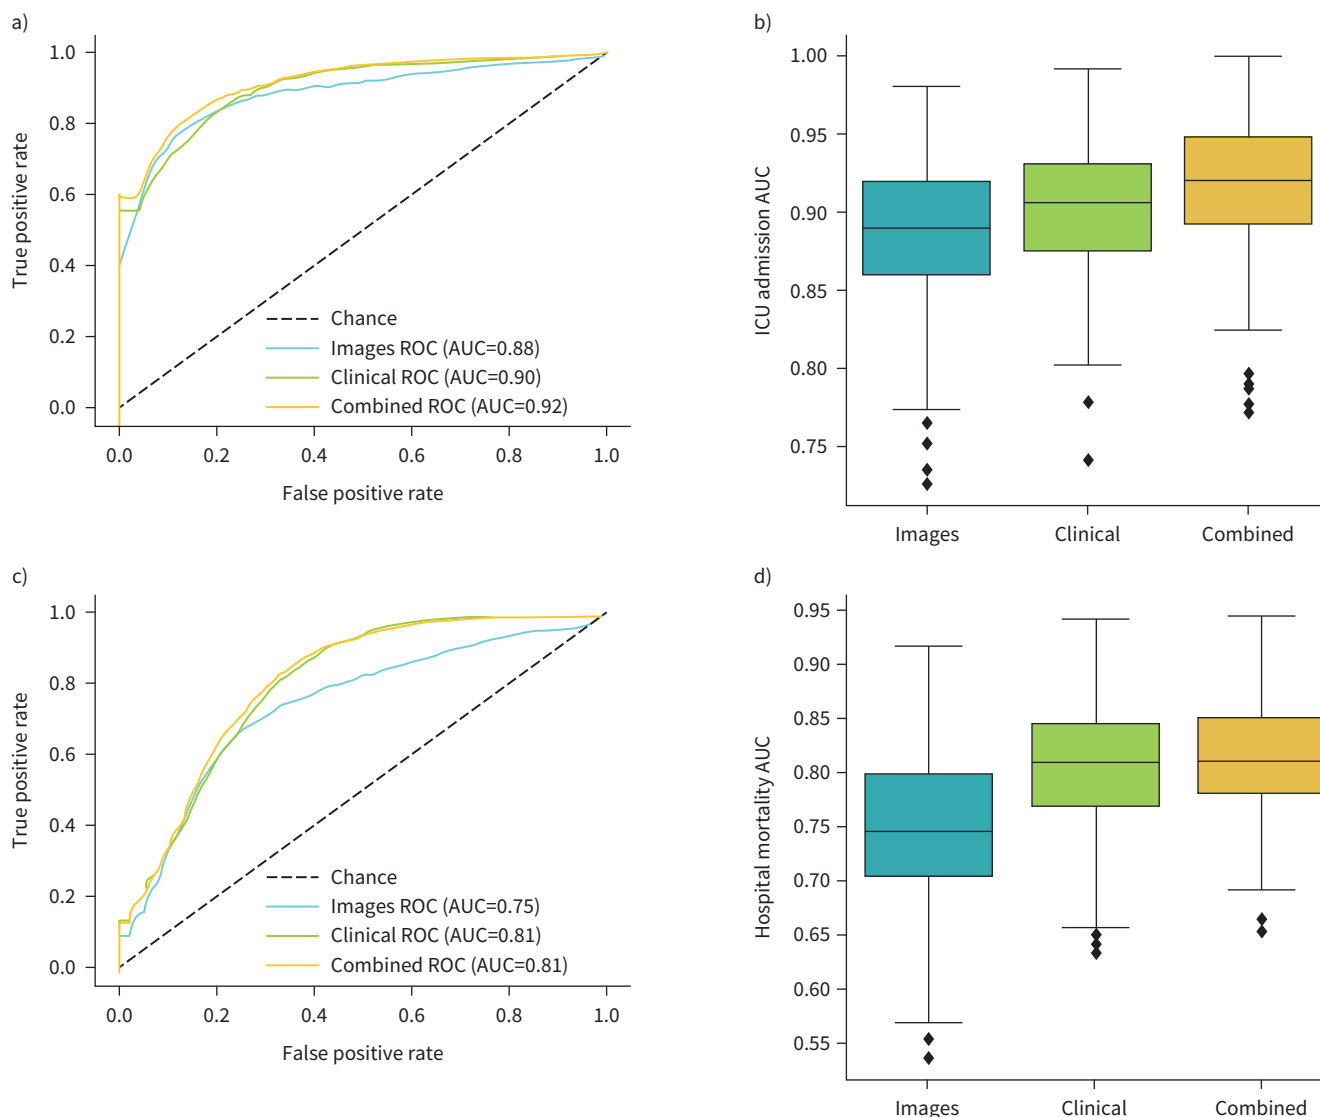 a)
1.0
0.8
0.6
0.4
0.2
0.0
True positive rate
Chance
Images ROC (AUC=0.88)
Clinical ROC (AUC=0.90)
Combined ROC (AUC=0.92)
0.0 0.2 0.4 0.6 0.8 1.0
False positive rate
b)
1.00
0.95
0.90
0.85
0.80
0.75
ICU admission AUC
Images Clinical Combined
c)
1.0
0.8
0.6
0.4
0.2
0.0
True positive rate
Chance
Images ROC (AUC=0.75)
Clinical ROC (AUC=0.81)
Combined ROC (AUC=0.81)
0.0 0.2 0.4 0.6 0.8 1.0
False positive rate
d)
0.95
0.90
0.85
0.80
0.75
0.70
0.65
0.60
0.55
Hospital mortality AUC
Images Clinical Combined